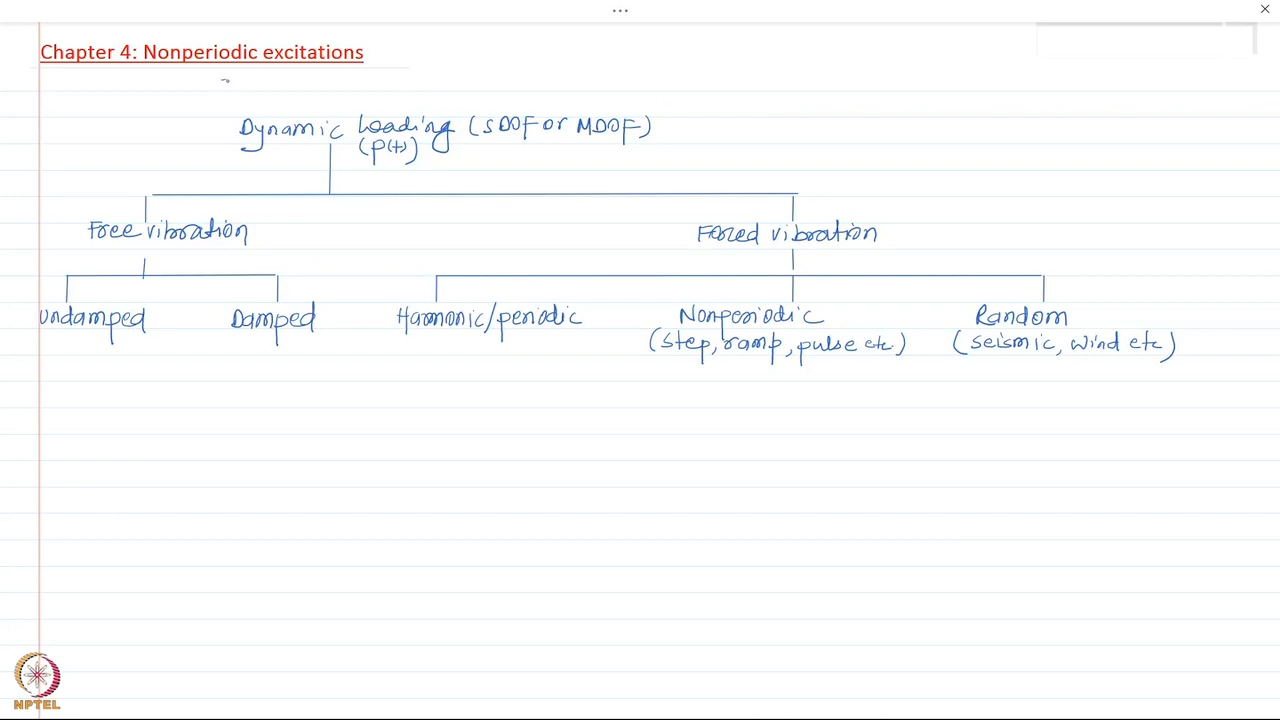 Chapter 4: Nonperiodic excitations
Dynamic loading (SDOF or MDOF)
(P(t))
Free vibration
Forced vibration
Undamped
Damped
Harmonic/periodic
Nonperiodic
(step, ramp, pulse etc.)
Random
(seismic, wind etc)
NPTEL